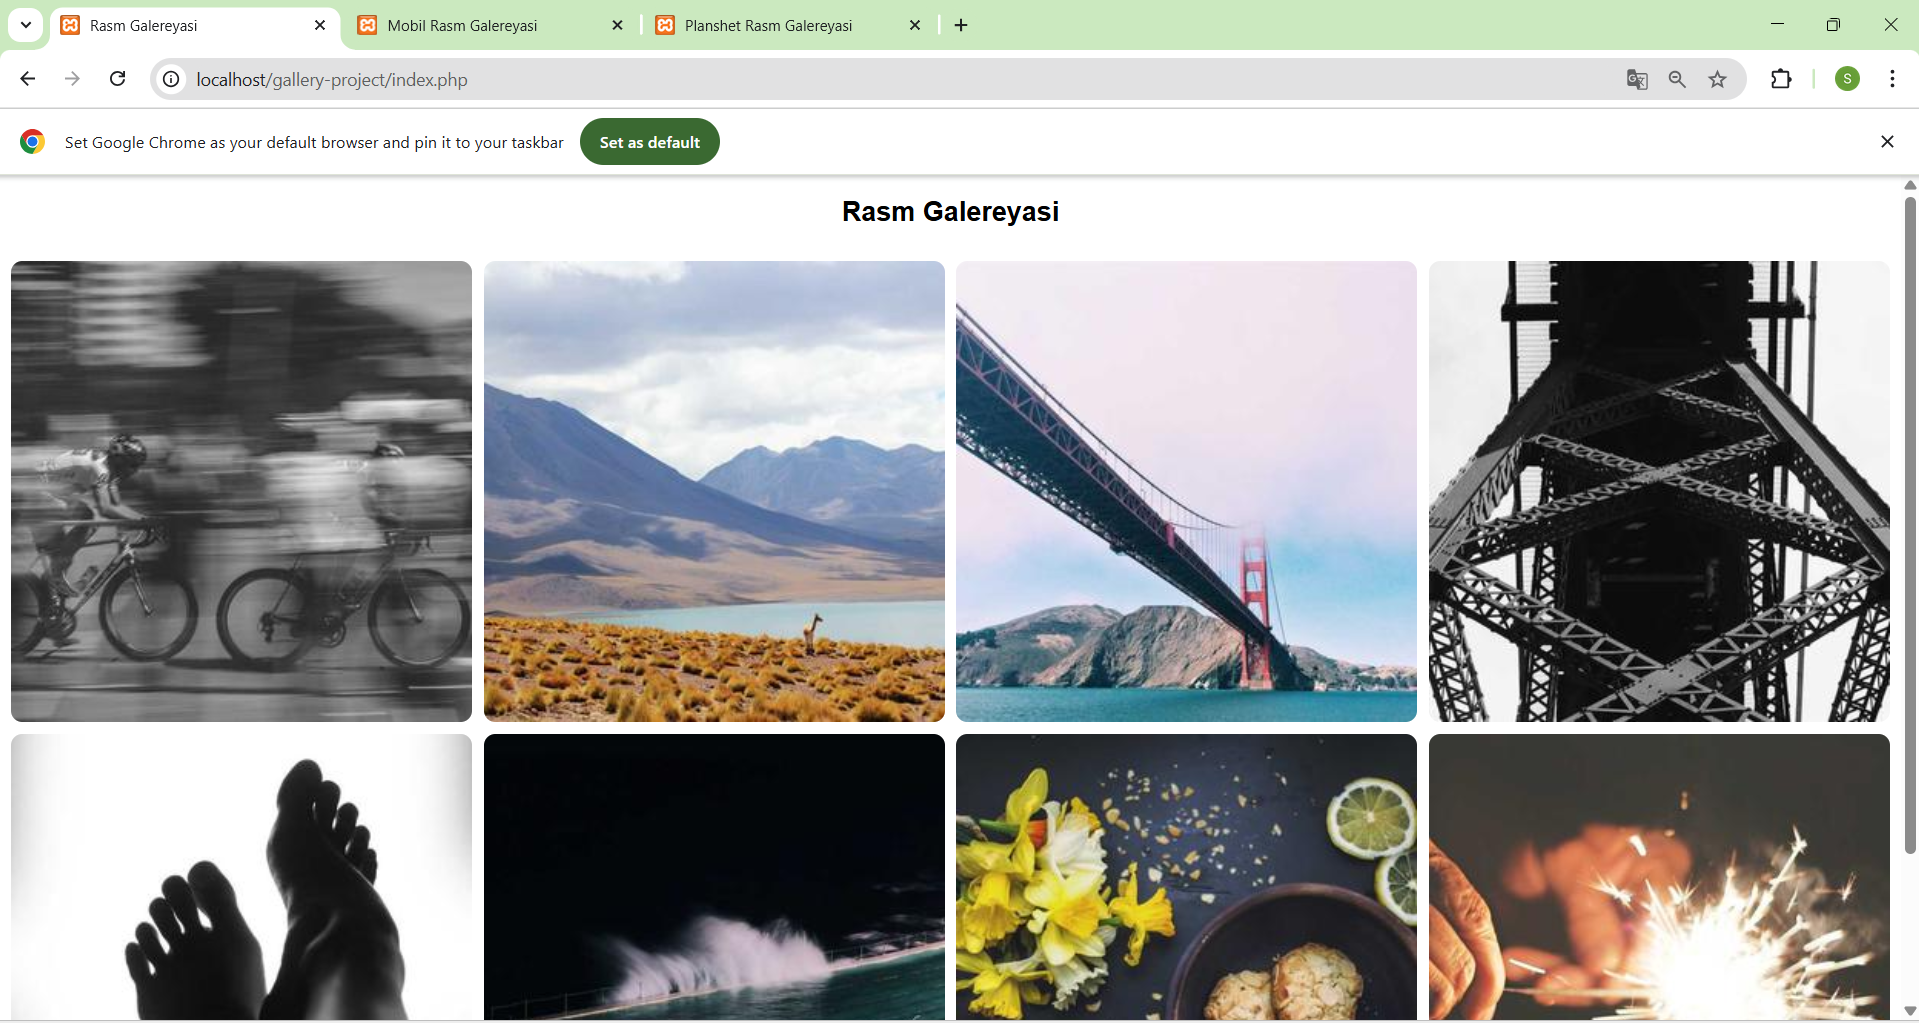 Rasm Galereyasi
Mobil Rasm Galereyasi
Planshet Rasm Galereyasi
localhost/gallery-project/index.php
S
Set Google Chrome as your default browser and pin it to your taskbar
Set as default
Rasm Galereyasi